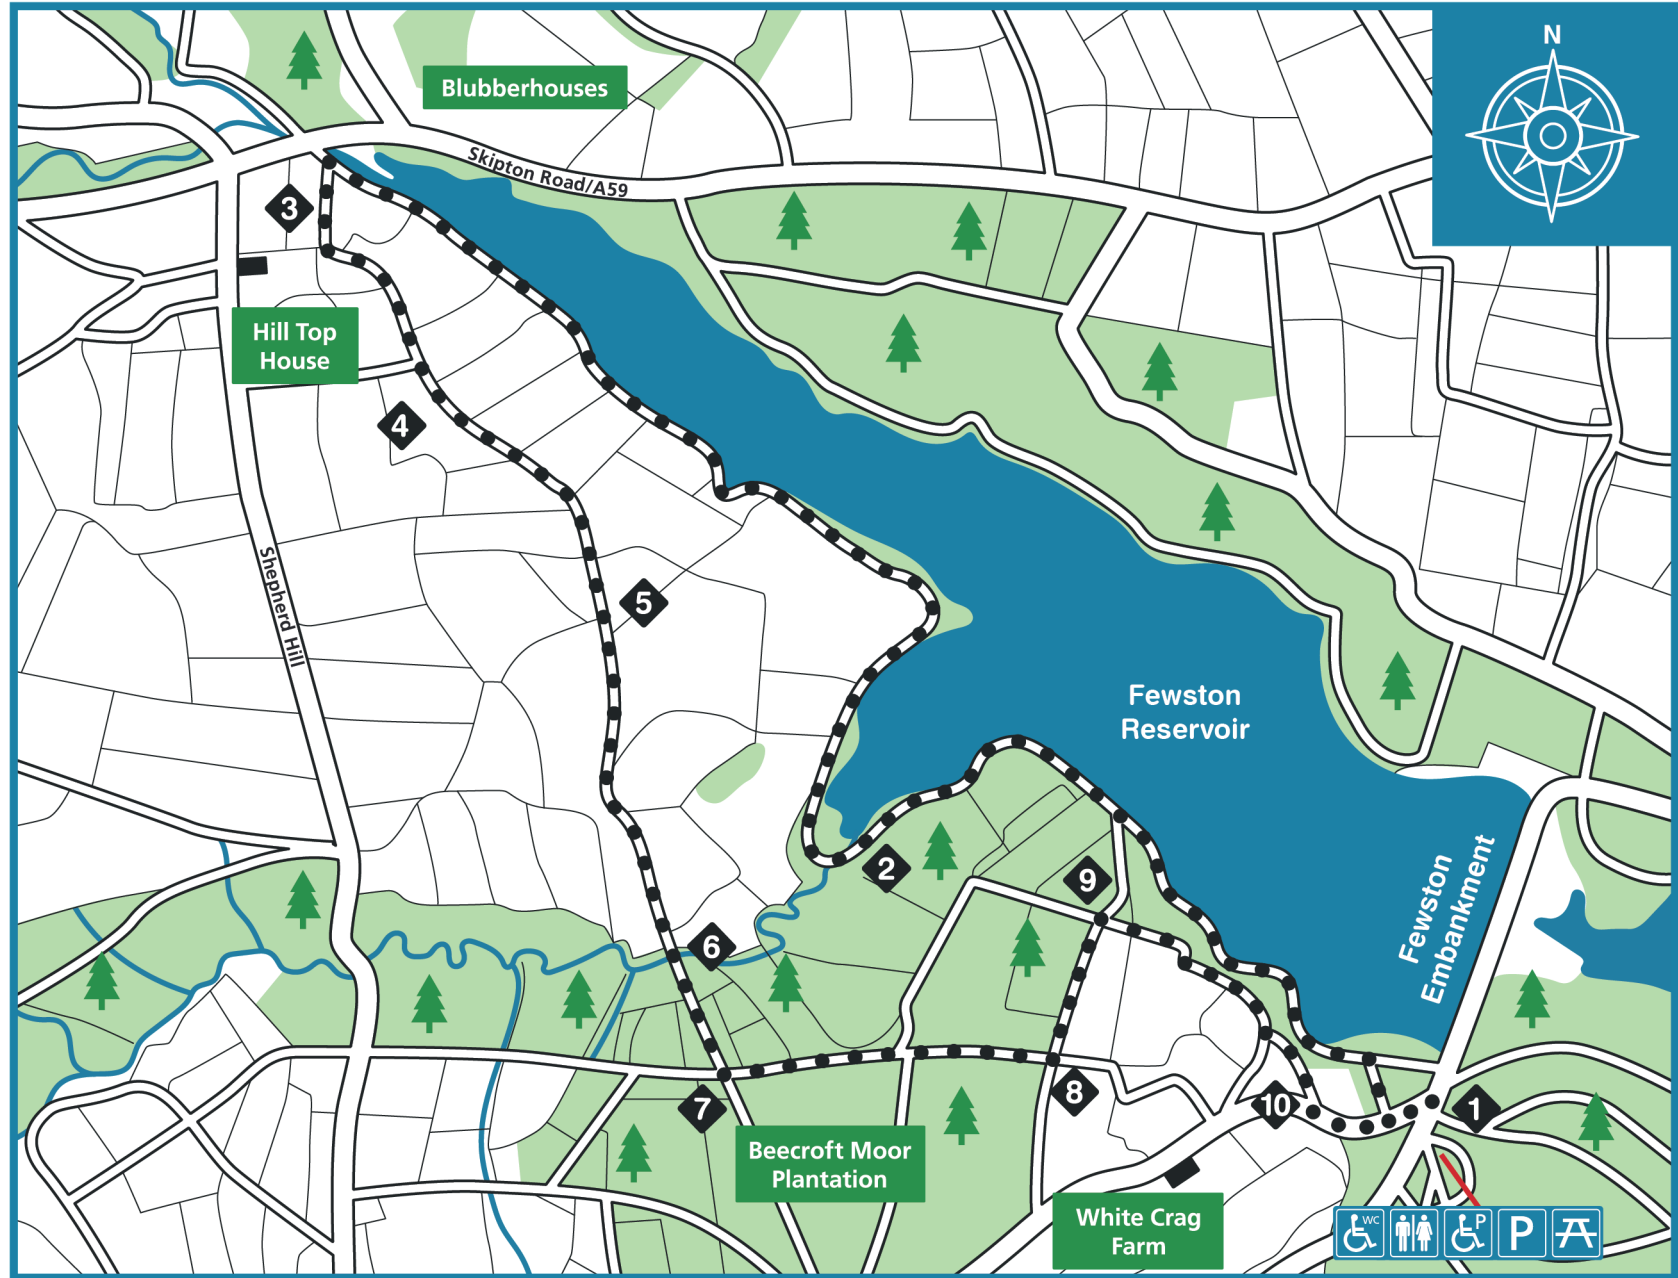 N
Blubberhouses
Skipton Road/A59
3
Hill Top
House
4
Shepherd Hill
5
Fewston
Reservoir
2
9
Fewston
Embankment
6
7
8
10
1
Beecroft Moor
Plantation
White Crag
Farm
WC
P
P